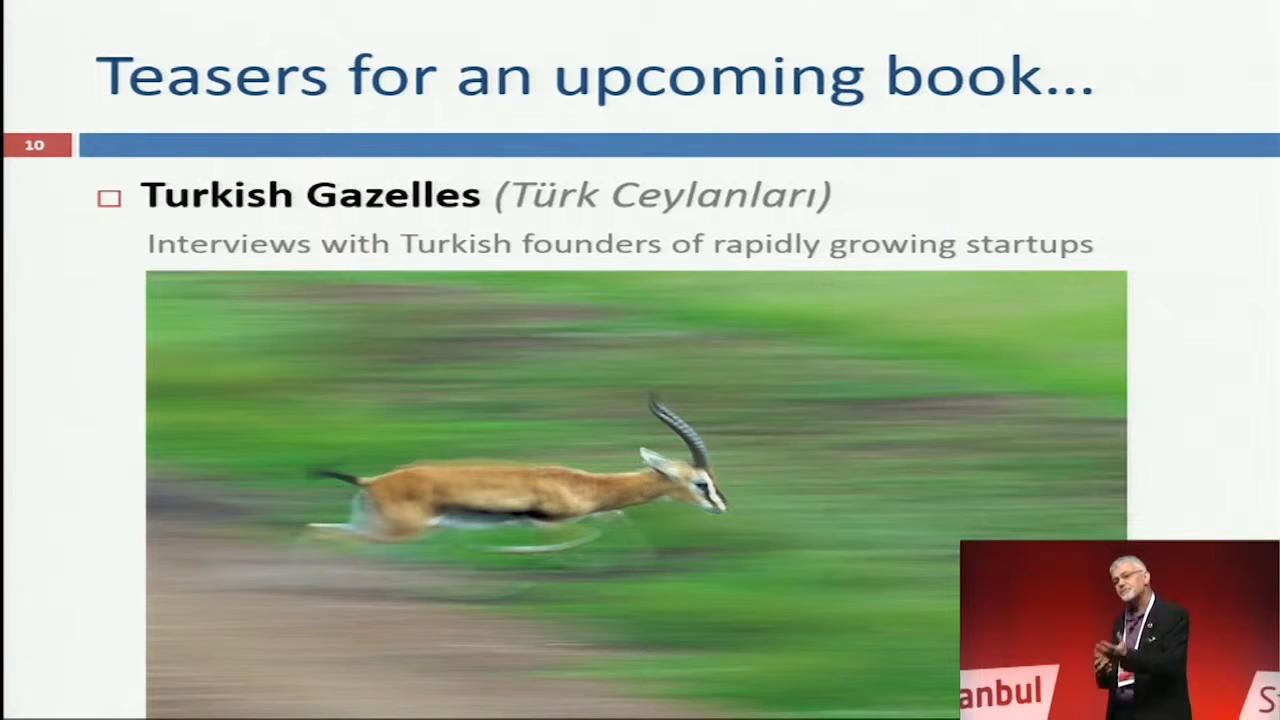 Teasers for an upcoming book...
10
Turkish Gazelles (Türk Ceylanları)
Interviews with Turkish founders of rapidly growing startups
anbul
S